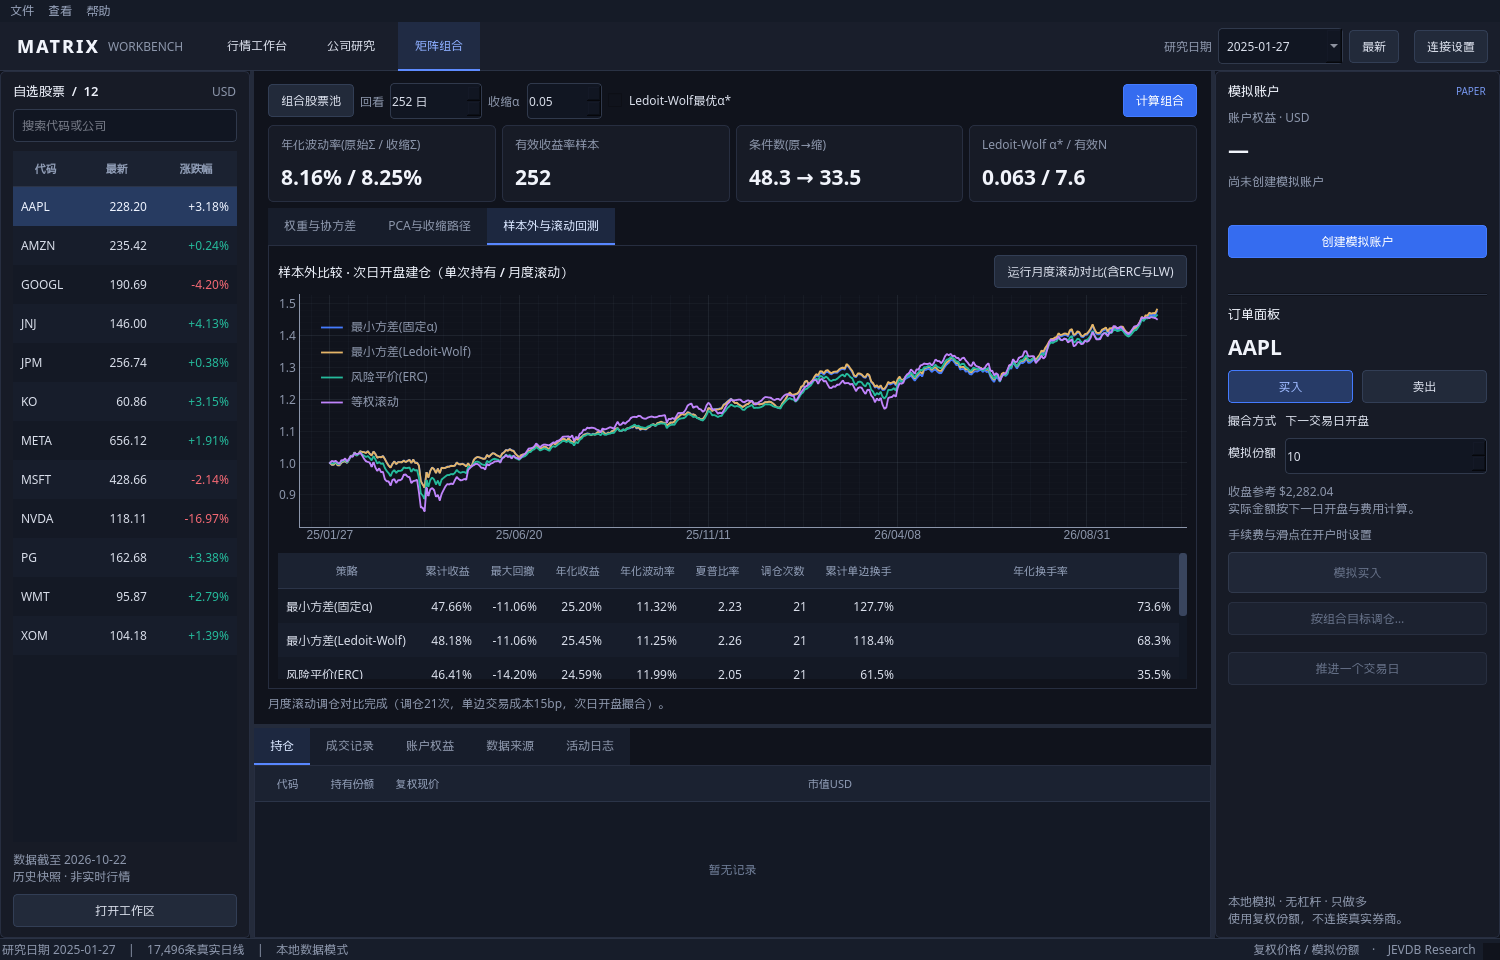 文件 查看 帮助
MATRIX WORKBENCH 行情工作台 公司研究 矩阵组合 研究日期 2025-01-27 最新 连接设置
自选股票 / 12 USD
搜索代码或公司
代码 最新 涨跌幅
AAPL 228.20 +3.18%
AMZN 235.42 +0.24%
GOOGL 190.69 -4.20%
JNJ 146.00 +4.13%
JPM 256.74 +0.38%
KO 60.86 +3.15%
META 656.12 +1.91%
MSFT 428.66 -2.14%
NVDA 118.11 -16.97%
PG 162.68 +3.38%
WMT 95.87 +2.79%
XOM 104.18 +1.39%
数据截至 2026-10-22
历史快照 · 非实时行情
打开工作区
组合股票池 回看 252 日 收缩α 0.05 Ledoit-Wolf最优α* 计算组合
年化波动率(原始Σ / 收缩Σ) 有效收益率样本 条件数(原→缩) Ledoit-Wolf α* / 有效N
8.16% / 8.25% 252 48.3 → 33.5 0.063 / 7.6
权重与协方差 PCA与收缩路径 样本外与滚动回测
样本外比较 · 次日开盘建仓（单次持有 / 月度滚动） 运行月度滚动对比(含ERC与LW)
1.5
1.4
1.3
1.2
1.1
1.0
0.9
最小方差(固定α)
最小方差(Ledoit-Wolf)
风险平价(ERC)
等权滚动
25/01/27 25/06/20 25/11/11 26/04/08 26/08/31
策略 累计收益 最大回撤 年化收益 年化波动率 夏普比率 调仓次数 累计单边换手 年化换手率
最小方差(固定α) 47.66% -11.06% 25.20% 11.32% 2.23 21 127.7% 73.6%
最小方差(Ledoit-Wolf) 48.18% -11.06% 25.45% 11.25% 2.26 21 118.4% 68.3%
风险平价(ERC) 46.41% -14.20% 24.59% 11.99% 2.05 21 61.5% 35.5%
月度滚动调仓对比完成（调仓21次，单边交易成本15bp，次日开盘撮合）。
持仓 成交记录 账户权益 数据来源 活动日志
代码 持有份额 复权现价 市值USD
暂无记录
模拟账户 PAPER
账户权益 · USD
—
尚未创建模拟账户
创建模拟账户
订单面板
AAPL
买入 卖出
撮合方式 下一交易日开盘
模拟份额 10
收盘参考 $2,282.04
实际金额按下一日开盘与费用计算。
手续费与滑点在开户时设置
模拟买入
按组合目标调仓...
推进一个交易日
本地模拟 · 无杠杆 · 只做多
使用复权份额，不连接真实券商。
研究日期 2025-01-27 | 17,496条真实日线 | 本地数据模式 复权价格 / 模拟份额 · JEVDB Research